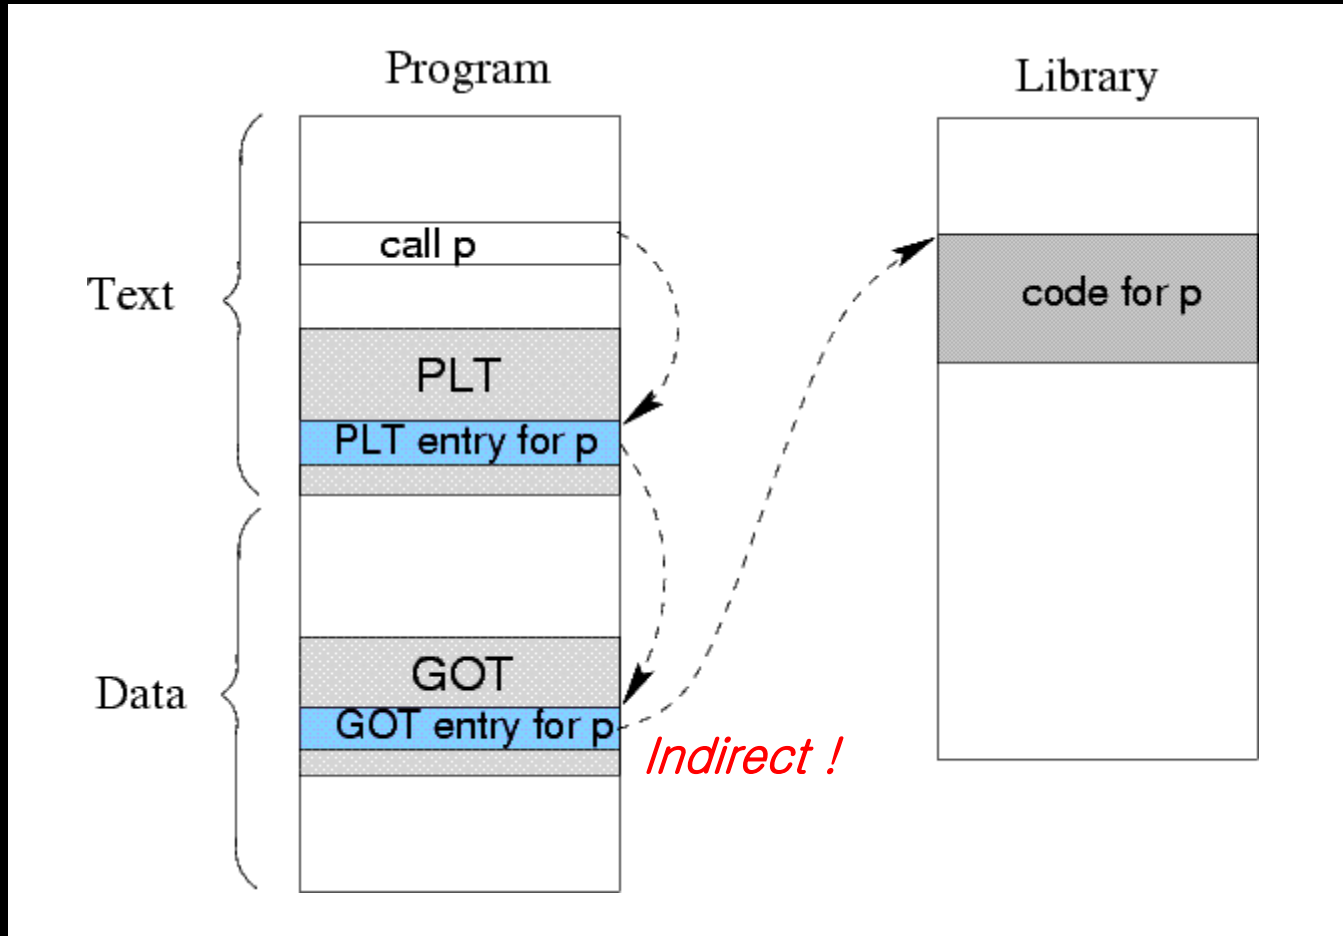 Program
Library
Text
call p
PLT
PLT entry for p
code for p
Data
GOT
GOT entry for p
Indirect !